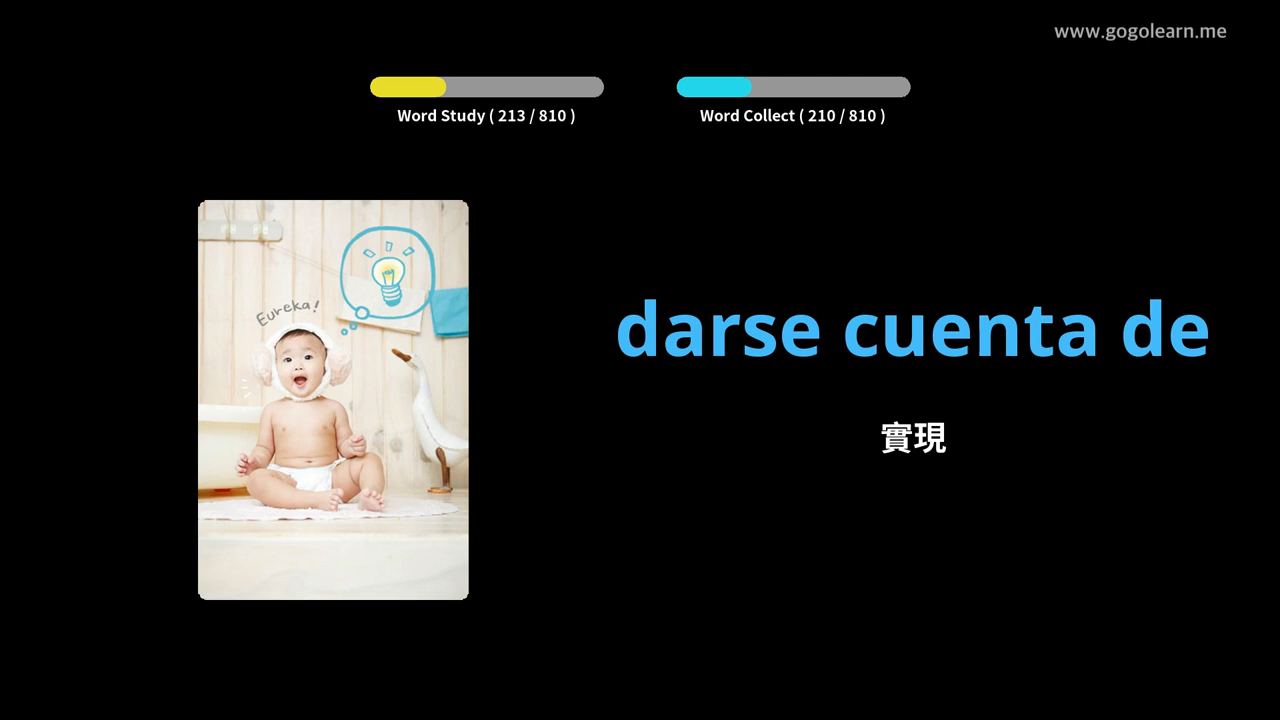 www.gogolearn.me
Word Study ( 213 / 810 )
Word Collect ( 210 / 810 )
Eureka!
darse cuenta de
實現